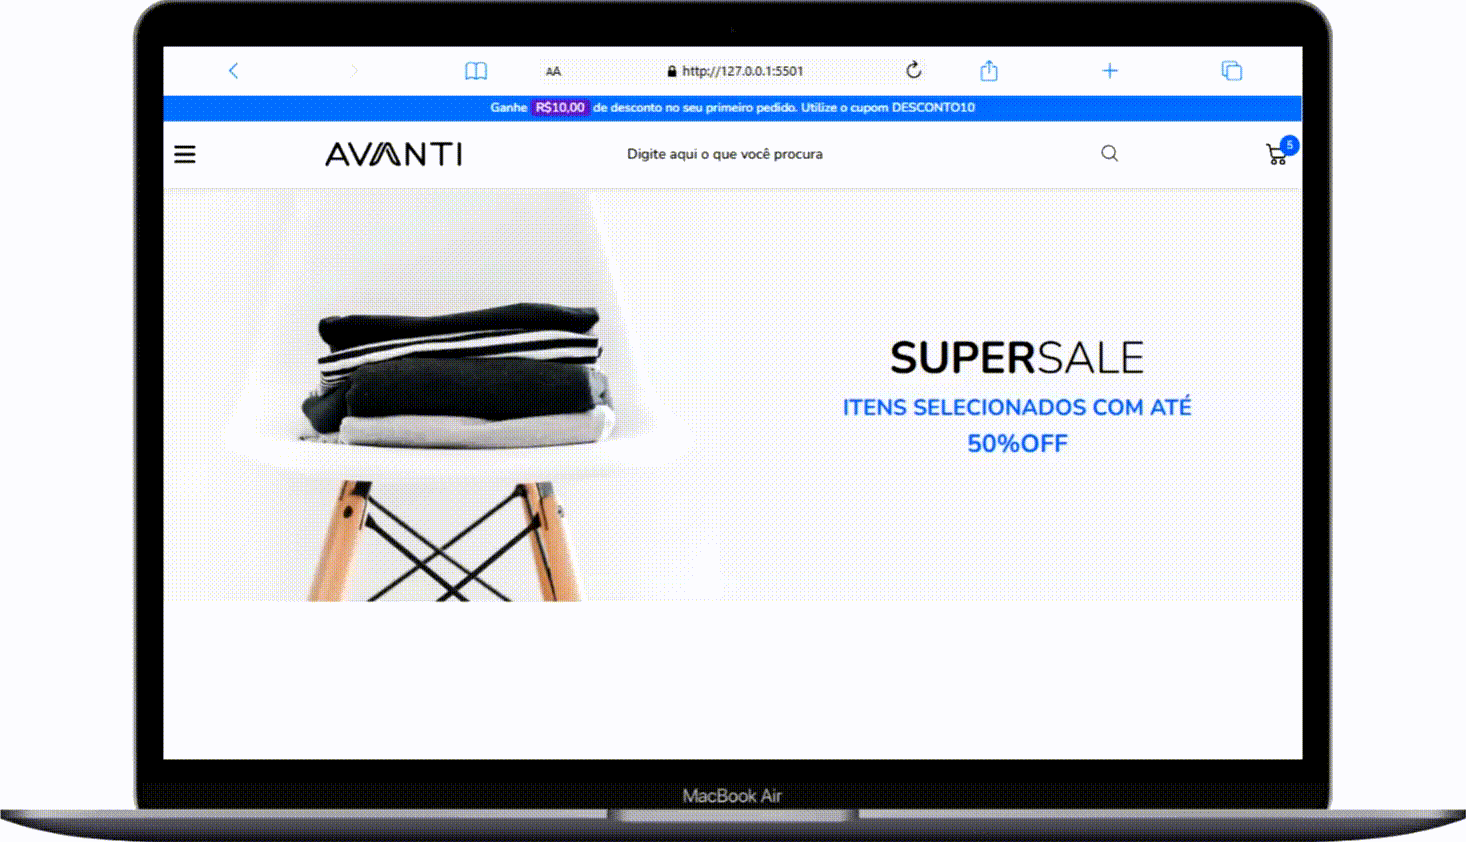 AA http://127.0.0.1:5501
Ganhe R$10,00 de desconto no seu primeiro pedido. Utilize o cupom DESCONTO10
AVANTI Digite aqui o que você procura 5
SUPERSALE
ITENS SELECIONADOS COM ATÉ
50%OFF
MacBook Air